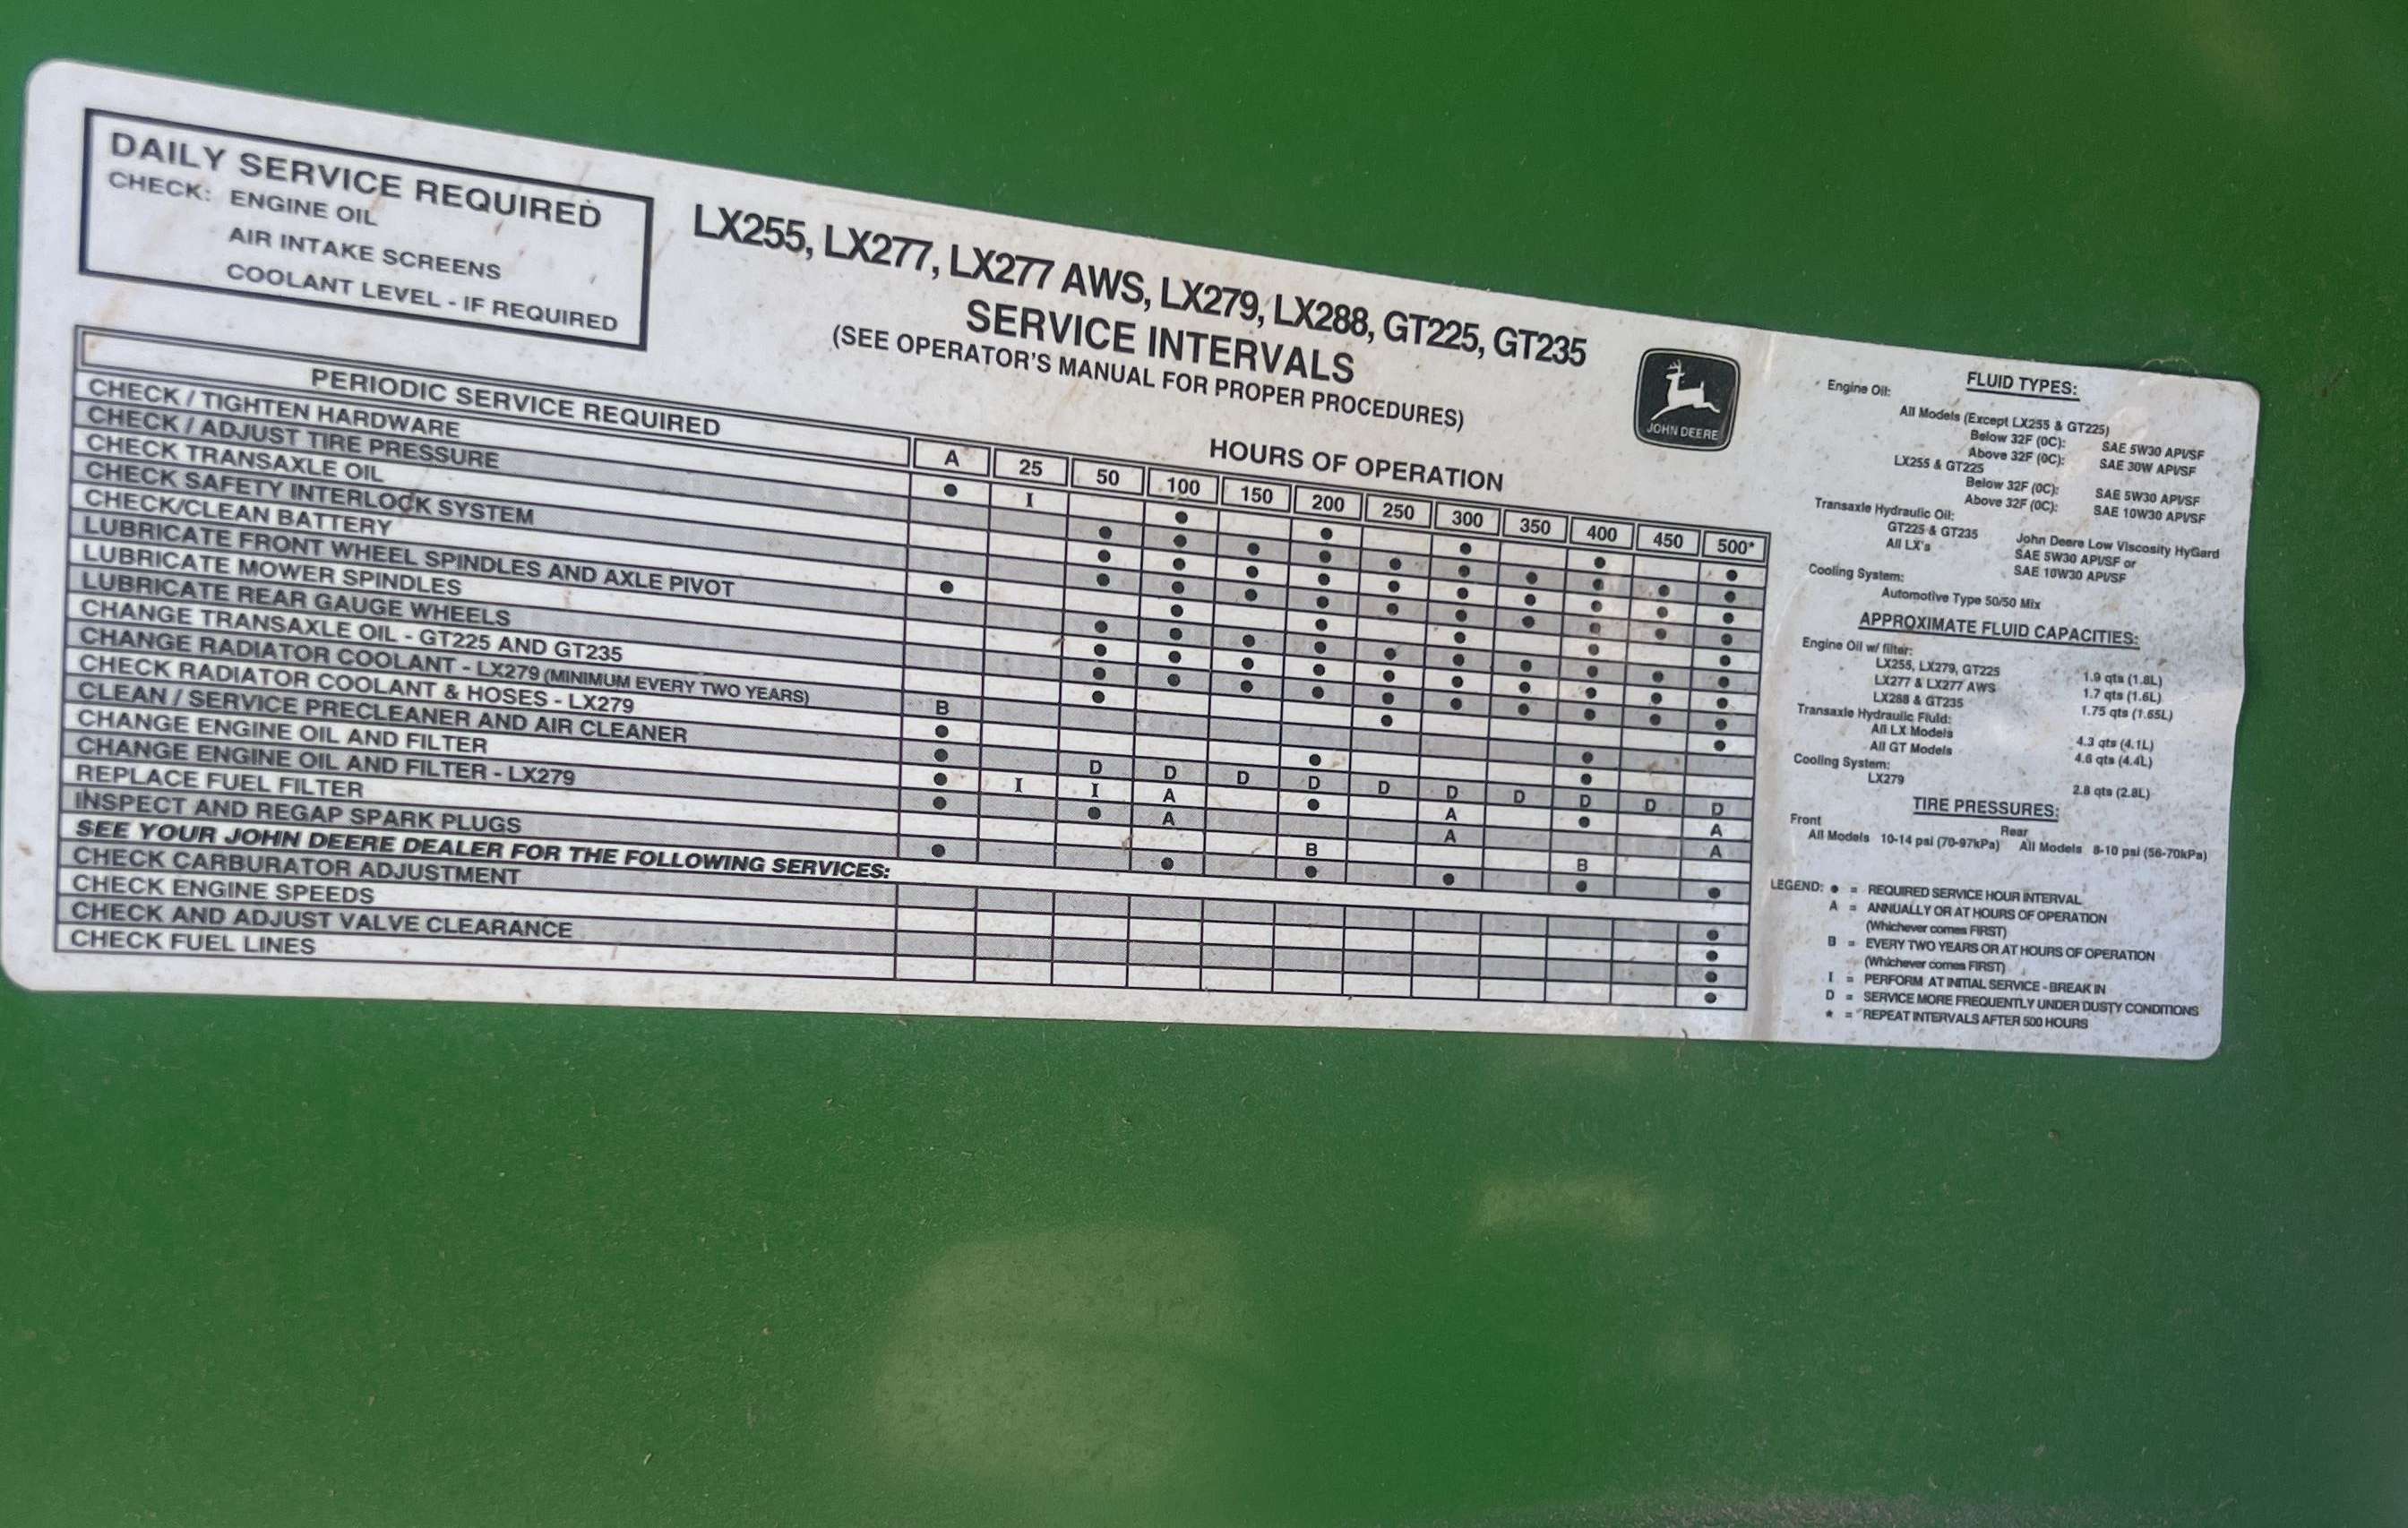 DAILY SERVICE REQUIRED
CHECK: ENGINE OIL
AIR INTAKE SCREENS
COOLANT LEVEL - IF REQUIRED
LX255, LX277, LX277 AWS, LX279, LX288, GT225, GT235
SERVICE INTERVALS
(SEE OPERATOR'S MANUAL FOR PROPER PROCEDURES)
JOHN DEERE
HOURS OF OPERATION
PERIODIC SERVICE REQUIRED A 25 50 100 150 200 250 300 350 400 450 500*
CHECK / TIGHTEN HARDWARE ● I ● ● ● ● ●
CHECK / ADJUST TIRE PRESSURE ● ● ● ● ● ● ● ● ● ●
CHECK TRANSAXLE OIL ● ● ● ● ● ● ● ● ● ●
CHECK SAFETY INTERLOCK SYSTEM ● ● ● ● ● ● ● ● ● ●
CHECK/CLEAN BATTERY ● ● ● ● ● ●
LUBRICATE FRONT WHEEL SPINDLES AND AXLE PIVOT ● ● ● ● ● ● ● ● ● ●
LUBRICATE MOWER SPINDLES ● ● ● ● ● ● ● ● ● ●
LUBRICATE REAR GAUGE WHEELS ● ● ● ● ● ● ● ● ● ●
CHANGE TRANSAXLE OIL - GT225 AND GT235 ● ● ●
CHANGE RADIATOR COOLANT - LX279 (MINIMUM EVERY TWO YEARS) B
CHECK RADIATOR COOLANT & HOSES - LX279 ● ● ●
CLEAN / SERVICE PRECLEANER AND AIR CLEANER ● D D D D D D D D D D
CHANGE ENGINE OIL AND FILTER ● I I A ● A ● A
CHANGE ENGINE OIL AND FILTER - LX279 ● ● A A A
REPLACE FUEL FILTER B B
INSPECT AND REGAP SPARK PLUGS ● ● ● ● ● ●
SEE YOUR JOHN DEERE DEALER FOR THE FOLLOWING SERVICES:
CHECK CARBURATOR ADJUSTMENT ●
CHECK ENGINE SPEEDS ●
CHECK AND ADJUST VALVE CLEARANCE ●
CHECK FUEL LINES ●
FLUID TYPES:
Engine Oil:
All Models (Except LX255 & GT225)
Below 32F (0C): SAE 5W30 API/SF
Above 32F (0C): SAE 30W API/SF
LX255 & GT225
Below 32F (0C): SAE 5W30 API/SF
Above 32F (0C): SAE 10W30 API/SF
Transaxle Hydraulic Oil:
GT225 & GT235 John Deere Low Viscosity HyGard
All LX's SAE 5W30 API/SF or
SAE 10W30 API/SF
Cooling System:
Automotive Type 50/50 Mix
APPROXIMATE FLUID CAPACITIES:
Engine Oil w/ filter:
LX255, LX279, GT225 1.9 qts (1.8L)
LX277 & LX277 AWS 1.7 qts (1.6L)
LX288 & GT235 1.75 qts (1.65L)
Transaxle Hydraulic Fluid:
All LX Models 4.3 qts (4.1L)
All GT Models 4.6 qts (4.4L)
Cooling System:
LX279 2.8 qts (2.8L)
TIRE PRESSURES:
Front Rear
All Models 10-14 psi (70-97kPa) All Models 8-10 psi (56-70kPa)
LEGEND: ● = REQUIRED SERVICE HOUR INTERVAL
A = ANNUALLY OR AT HOURS OF OPERATION
(Whichever comes FIRST)
B = EVERY TWO YEARS OR AT HOURS OF OPERATION
(Whichever comes FIRST)
I = PERFORM AT INITIAL SERVICE - BREAK IN
D = SERVICE MORE FREQUENTLY UNDER DUSTY CONDITIONS
* = REPEAT INTERVALS AFTER 500 HOURS